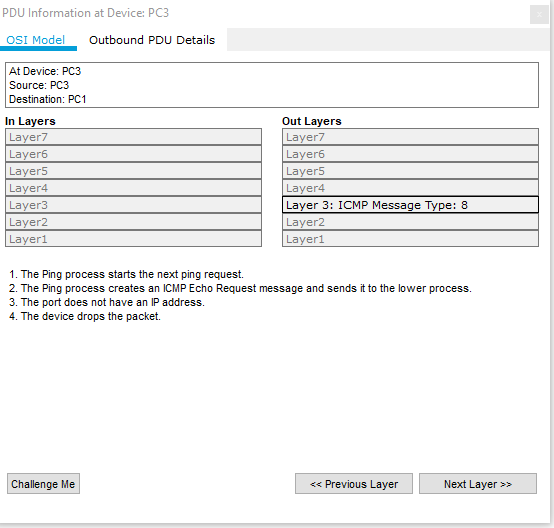 PDU Information at Device: PC3
OSI Model Outbound PDU Details
At Device: PC3
Source: PC3
Destination: PC1
In Layers
Layer7
Layer6
Layer5
Layer4
Layer3
Layer2
Layer1
Out Layers
Layer7
Layer6
Layer5
Layer4
Layer 3: ICMP Message Type: 8
Layer2
Layer1
1. The Ping process starts the next ping request.
2. The Ping process creates an ICMP Echo Request message and sends it to the lower process.
3. The port does not have an IP address.
4. The device drops the packet.
Challenge Me << Previous Layer Next Layer >>